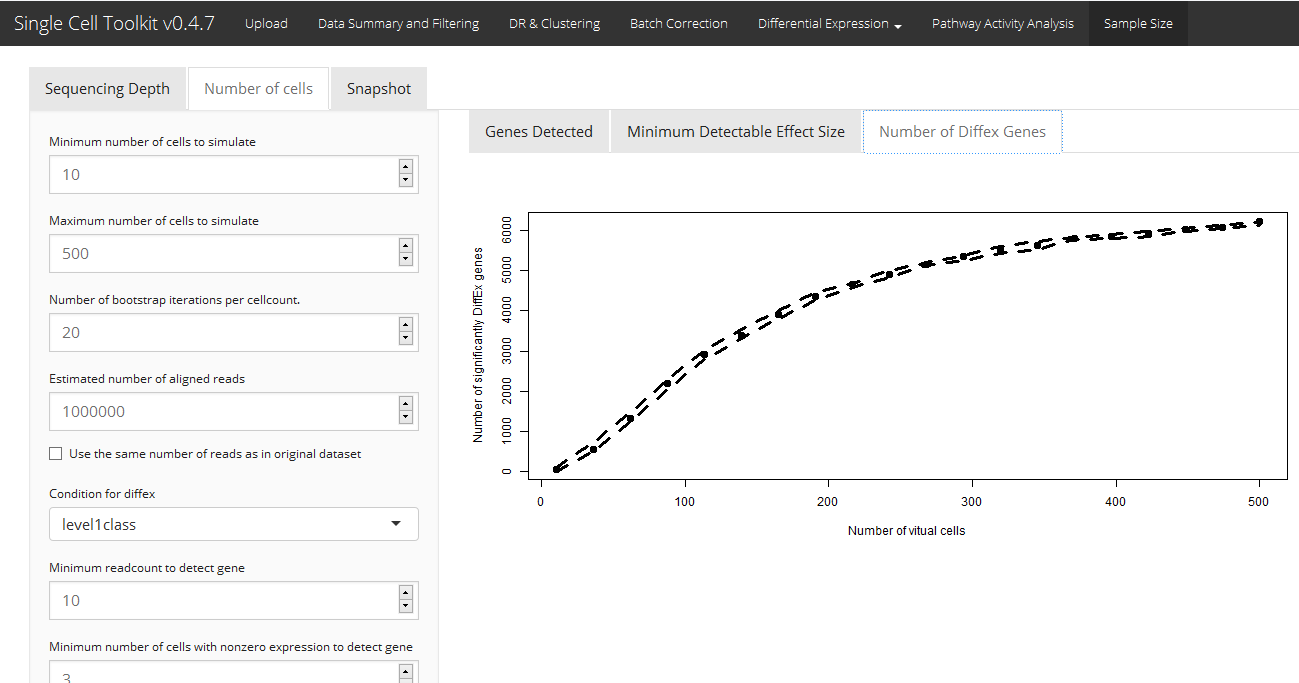 Single Cell Toolkit v0.4.7 Upload Data Summary and Filtering DR & Clustering Batch Correction Differential Expression Pathway Activity Analysis Sample Size
Sequencing Depth Number of cells Snapshot
Genes Detected Minimum Detectable Effect Size Number of Diffex Genes
Minimum number of cells to simulate
10
Maximum number of cells to simulate
500
Number of bootstrap iterations per cellcount.
20
Estimated number of aligned reads
1000000
Use the same number of reads as in original dataset
Condition for diffex
level1class
Minimum readcount to detect gene
10
Minimum number of cells with nonzero expression to detect gene
3
Number of significantly DiffEx genes
6000
5000
4000
3000
2000
1000
0
0 100 200 300 400 500
Number of vitual cells